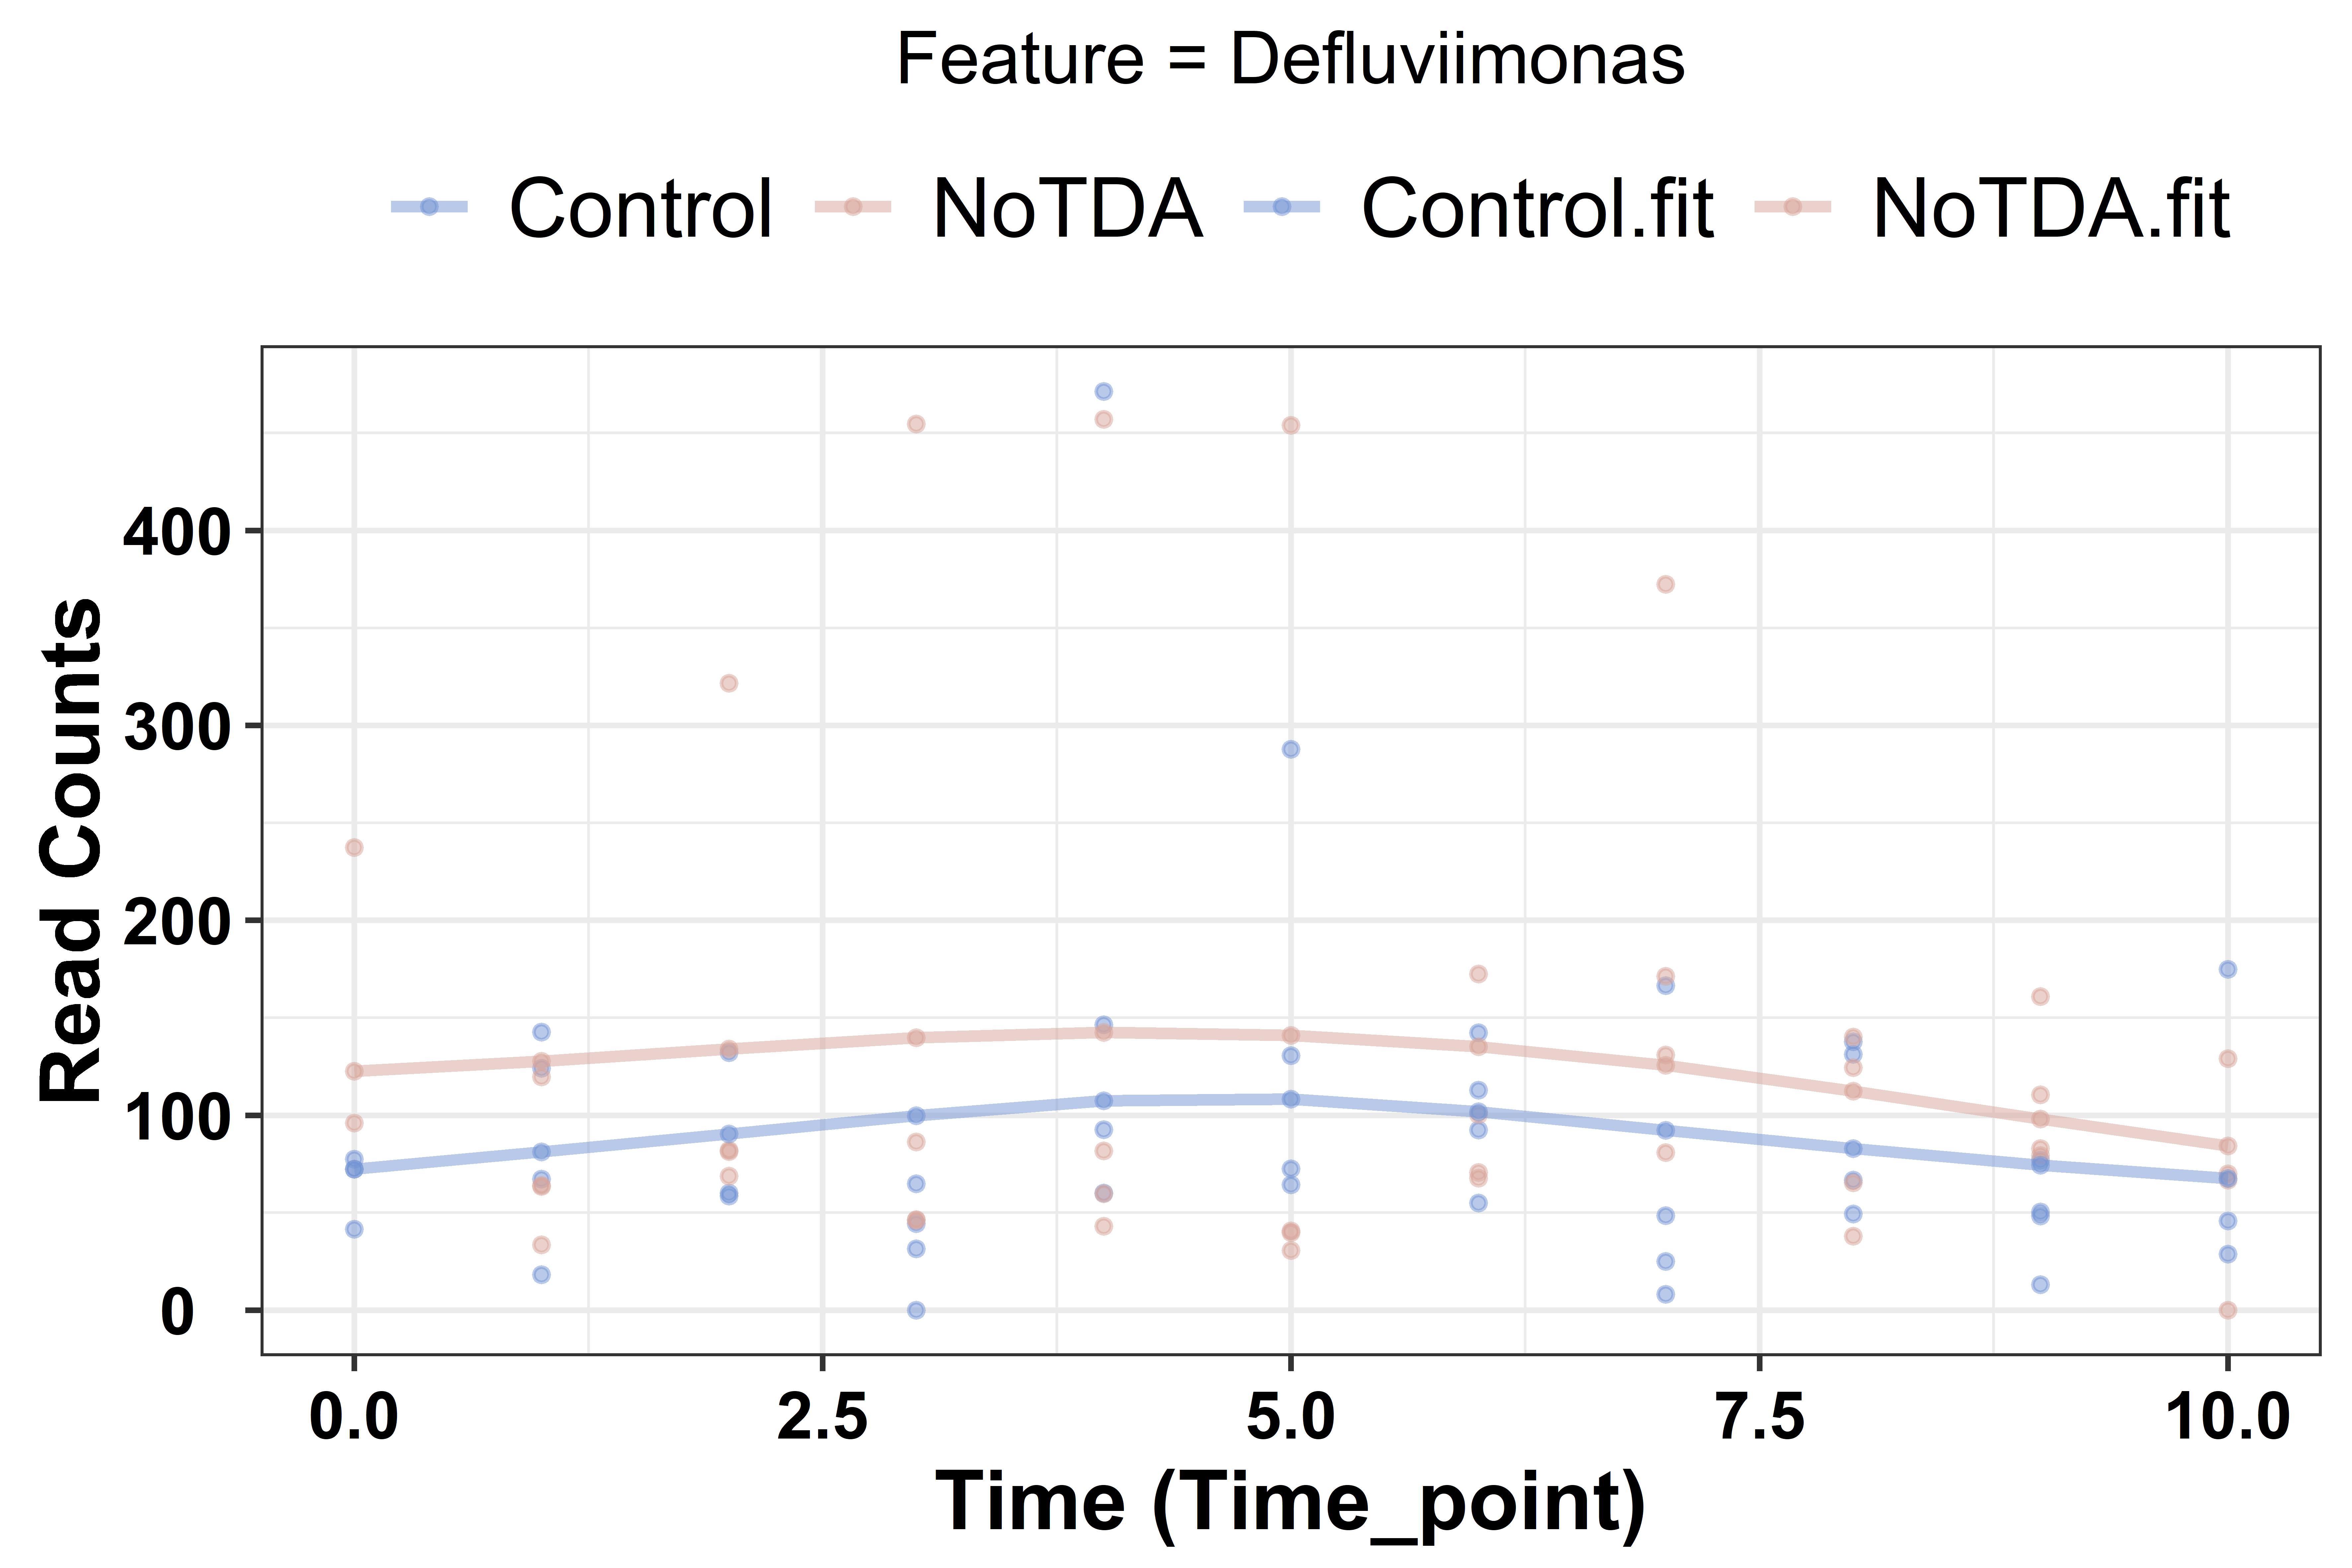 Feature = Defluviimonas
Control NoTDA Control.fit NoTDA.fit
Read Counts
400
300
200
100
0
0.0 2.5 5.0 7.5 10.0
Time (Time_point)